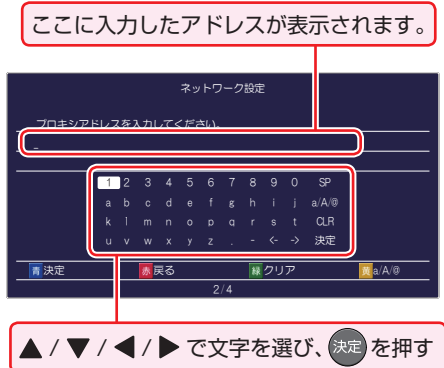 ここに入力したアドレスが表示されます。
ネットワーク設定
プロキシアドレスを入力してください。
_
1 2 3 4 5 6 7 8 9 0 SP
a b c d e f g h i j a/A/@
k l m n o p q r s t CLR
u v w x y z . - <- -> 決定
青 決定 赤 戻る 緑 クリア 黄 a/A/@
2/4
▲ / ▼ / ◀ / ▶ で文字を選び、決定 を押す